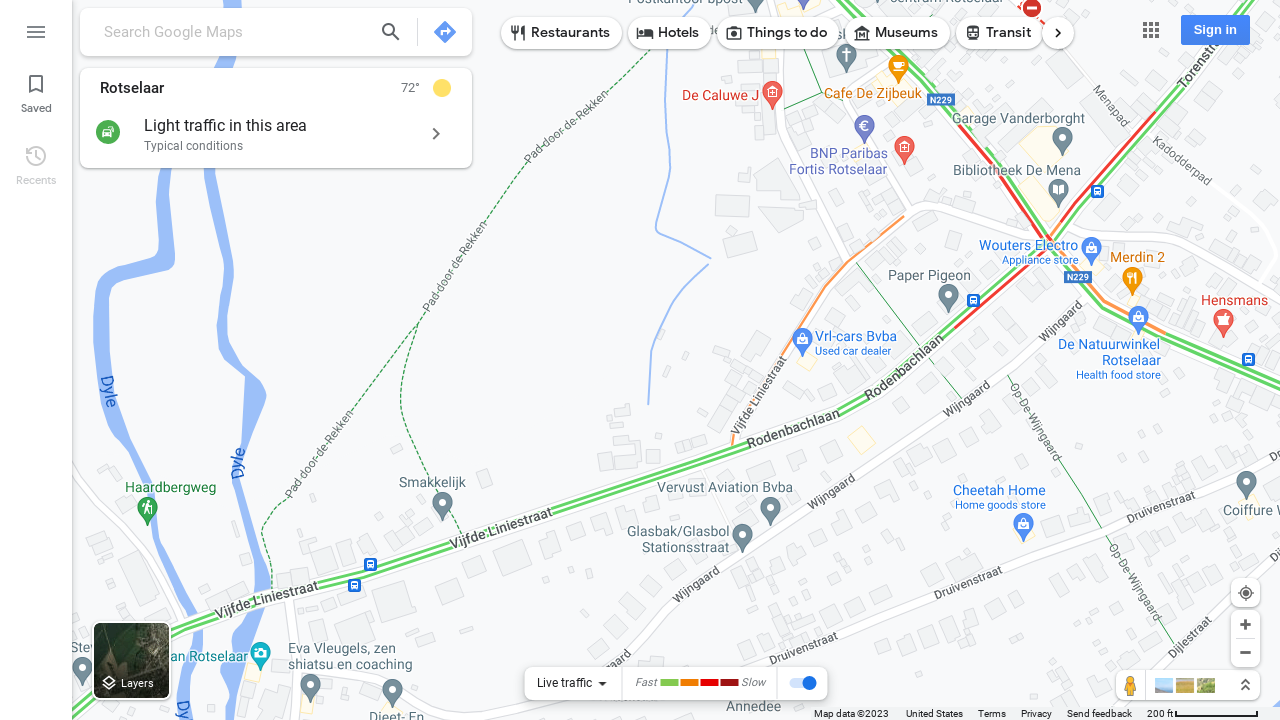 Search Google Maps
Restaurants
Hotels
Things to do
Museums
Transit
Sign in
Saved
Recents
Rotselaar
72°
Light traffic in this area
Typical conditions
De Caluwe J
Cafe De Zijbeuk
N229
Torenstr
Garage Vanderborght
Menapad
BNP Paribas
Fortis Rotselaar
Bibliotheek De Mena
Kadodderpad
Pad-door-de-Rekken
Pad-door-de-Rekken
Pad-door-de-Rekken
Wouters Electro
Appliance store
Merdin 2
N229
Paper Pigeon
Hensmans
Vrl-cars Bvba
Used car dealer
De Natuurwinkel
Rotselaar
Health food store
Wijngaard
Rodenbachlaan
Rodenbachlaan
Vijfde Liniestraat
Wijngaard
Op-De-Wijngaard
Dyle
Dyle
Haardbergweg
Smakkelijk
Vervust Aviation Bvba
Wijngaard
Cheetah Home
Home goods store
Druivenstraat
Coiffure W
Vijfde Liniestraat
Glasbak/Glasbol
Stationsstraat
Op-De-Wijngaard
Vijfde Liniestraat
Wijngaard
Druivenstraat
Druivenstraat
Dijlestraat
an Rotselaar
Eva Vleugels, zen
shiatsu en coaching
Layers
Live traffic
Fast
Slow
Annedee
Map data ©2023
United States
Terms
Privacy
Send feedback
200 ft